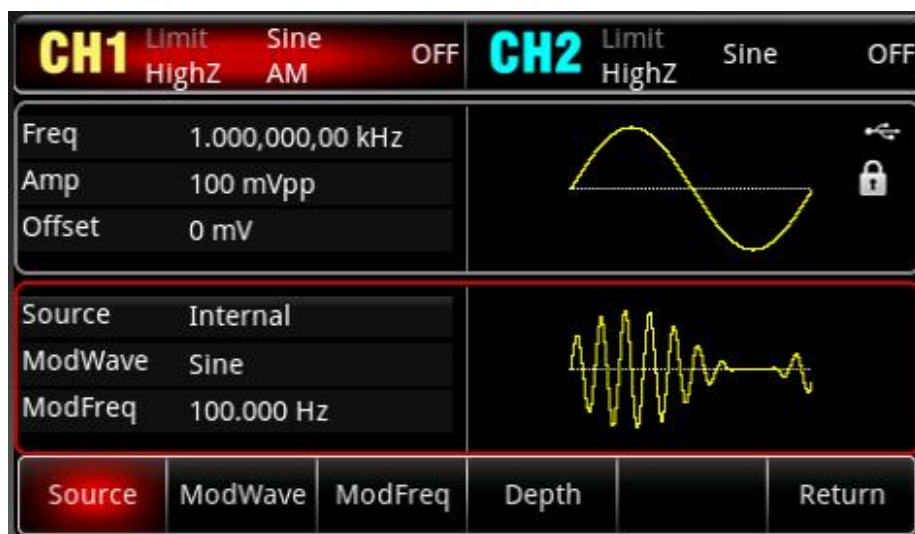 CH1 Limit Sine OFF CH2 Limit Sine OFF
HighZ AM HighZ
Freq 1.000,000,00 kHz
Amp 100 mVpp
Offset 0 mV
Source Internal
ModWave Sine
ModFreq 100.000 Hz
Source ModWave ModFreq Depth Return